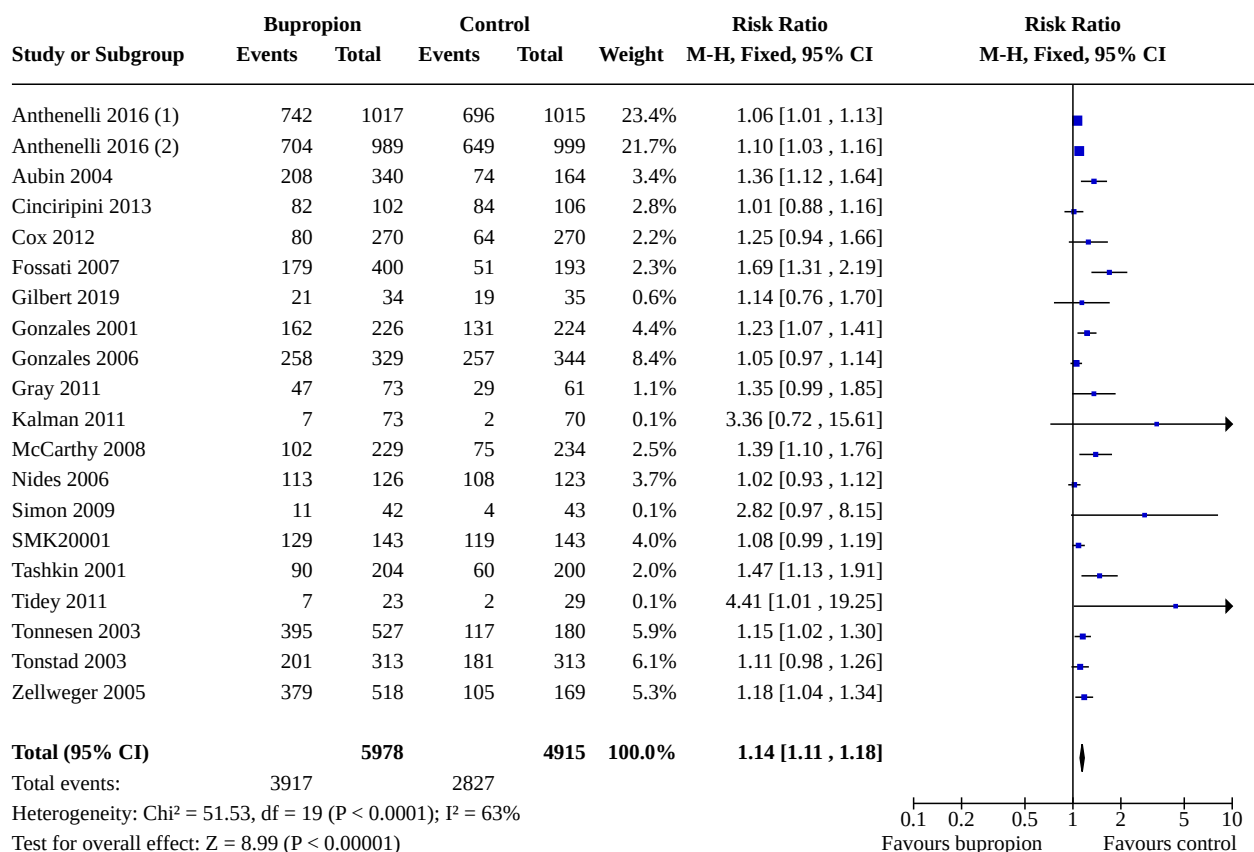 Bupropion Control Risk Ratio Risk Ratio
Study or Subgroup Events Total Events Total Weight M-H, Fixed, 95% CI M-H, Fixed, 95% CI
Anthenelli 2016 (1) 742 1017 696 1015 23.4% 1.06 [1.01 , 1.13]
Anthenelli 2016 (2) 704 989 649 999 21.7% 1.10 [1.03 , 1.16]
Aubin 2004 208 340 74 164 3.4% 1.36 [1.12 , 1.64]
Cinciripini 2013 82 102 84 106 2.8% 1.01 [0.88 , 1.16]
Cox 2012 80 270 64 270 2.2% 1.25 [0.94 , 1.66]
Fossati 2007 179 400 51 193 2.3% 1.69 [1.31 , 2.19]
Gilbert 2019 21 34 19 35 0.6% 1.14 [0.76 , 1.70]
Gonzales 2001 162 226 131 224 4.4% 1.23 [1.07 , 1.41]
Gonzales 2006 258 329 257 344 8.4% 1.05 [0.97 , 1.14]
Gray 2011 47 73 29 61 1.1% 1.35 [0.99 , 1.85]
Kalman 2011 7 73 2 70 0.1% 3.36 [0.72 , 15.61]
McCarthy 2008 102 229 75 234 2.5% 1.39 [1.10 , 1.76]
Nides 2006 113 126 108 123 3.7% 1.02 [0.93 , 1.12]
Simon 2009 11 42 4 43 0.1% 2.82 [0.97 , 8.15]
SMK20001 129 143 119 143 4.0% 1.08 [0.99 , 1.19]
Tashkin 2001 90 204 60 200 2.0% 1.47 [1.13 , 1.91]
Tidey 2011 7 23 2 29 0.1% 4.41 [1.01 , 19.25]
Tonnesen 2003 395 527 117 180 5.9% 1.15 [1.02 , 1.30]
Tonstad 2003 201 313 181 313 6.1% 1.11 [0.98 , 1.26]
Zellweger 2005 379 518 105 169 5.3% 1.18 [1.04 , 1.34]
Total (95% CI) 5978 4915 100.0% 1.14 [1.11 , 1.18]
Total events: 3917 2827
Heterogeneity: Chi² = 51.53, df = 19 (P < 0.0001); I² = 63%
Test for overall effect: Z = 8.99 (P < 0.00001)
0.1 0.2 0.5 1 2 5 10
Favours bupropion Favours control